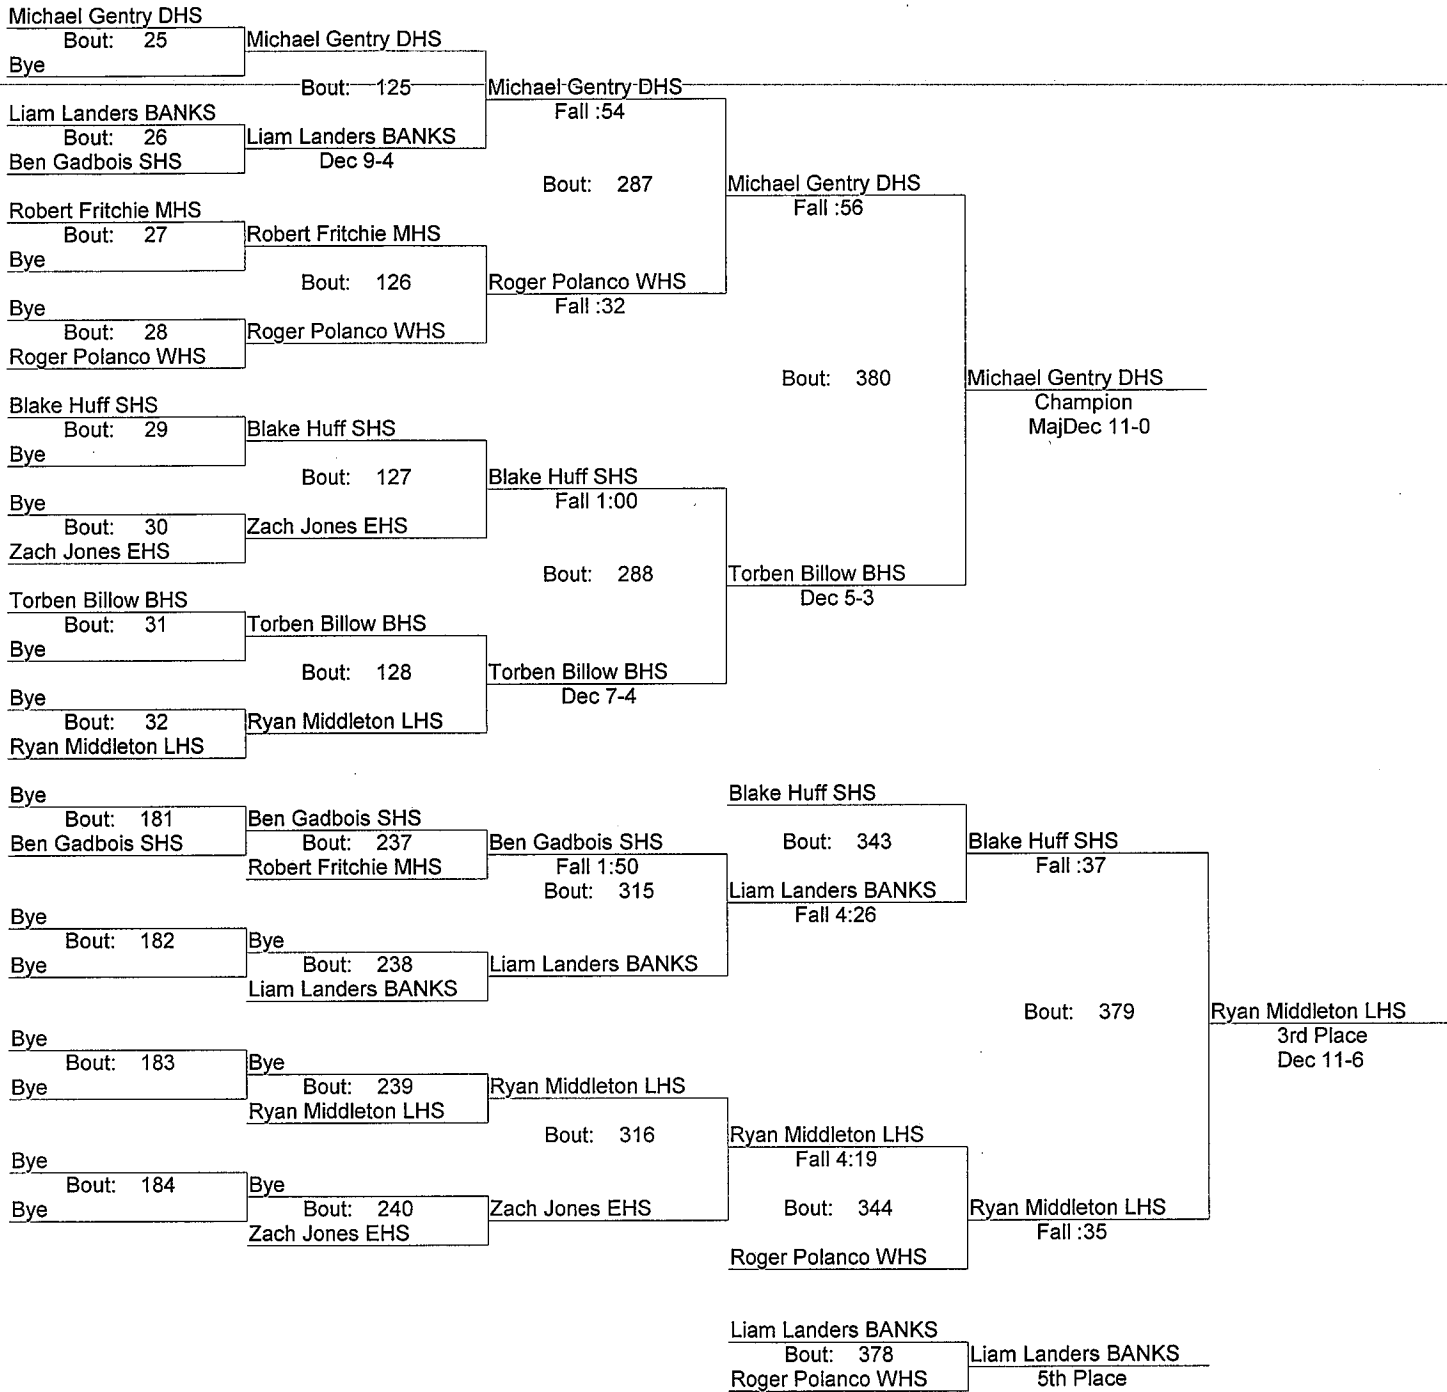 Michael Gentry DHS
Bout: 25 Michael Gentry DHS
Bye
Bout: 125 Michael Gentry DHS
Liam Landers BANKS Fall :54
Bout: 26 Liam Landers BANKS
Ben Gadbois SHS Dec 9-4
Bout: 287 Michael Gentry DHS
Robert Fritchie MHS Fall :56
Bout: 27 Robert Fritchie MHS
Bye
Bout: 126 Roger Polanco WHS
Bye Fall :32
Bout: 28 Roger Polanco WHS
Roger Polanco WHS
Bout: 380 Michael Gentry DHS
Blake Huff SHS Champion
Bout: 29 Blake Huff SHS MajDec 11-0
Bye
Bout: 127 Blake Huff SHS
Bye Fall 1:00
Bout: 30 Zach Jones EHS
Zach Jones EHS
Bout: 288 Torben Billow BHS
Torben Billow BHS Dec 5-3
Bout: 31 Torben Billow BHS
Bye
Bout: 128 Torben Billow BHS
Bye Dec 7-4
Bout: 32 Ryan Middleton LHS
Ryan Middleton LHS
Bye Blake Huff SHS
Bout: 181 Ben Gadbois SHS
Ben Gadbois SHS Bout: 237 Ben Gadbois SHS Bout: 343 Blake Huff SHS
Robert Fritchie MHS Fall 1:50 Fall :37
Bout: 315 Liam Landers BANKS
Bye Fall 4:26
Bout: 182 Bye
Bye Bout: 238 Liam Landers BANKS
Liam Landers BANKS
Bout: 379 Ryan Middleton LHS
Bye 3rd Place
Bout: 183 Bye Dec 11-6
Bye Bout: 239 Ryan Middleton LHS
Ryan Middleton LHS
Bout: 316 Ryan Middleton LHS
Bye Fall 4:19
Bout: 184 Bye
Bye Bout: 240 Zach Jones EHS Bout: 344 Ryan Middleton LHS
Zach Jones EHS Fall :35
Roger Polanco WHS
Liam Landers BANKS
Bout: 378 Liam Landers BANKS
Roger Polanco WHS 5th Place